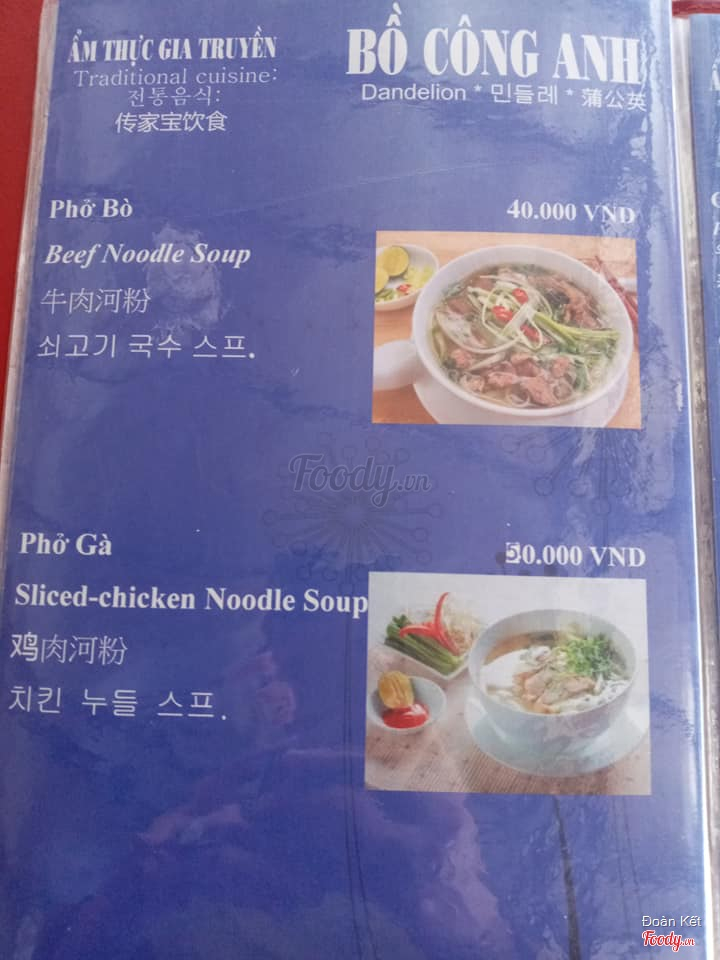 ẨM THỰC GIA TRUYỀN
Traditional cuisine:
전통음식:
传家宝饮食
BỒ CÔNG ANH
Dandelion * 민들레 * 蒲公英
Phở Bò
40.000 VND
Beef Noodle Soup
牛肉河粉
쇠고기 국수 스프.
Foody.vn
Phở Gà
50.000 VND
Sliced-chicken Noodle Soup
鸡肉河粉
치킨 누들 스프.
Đoàn Kết
Foody.vn